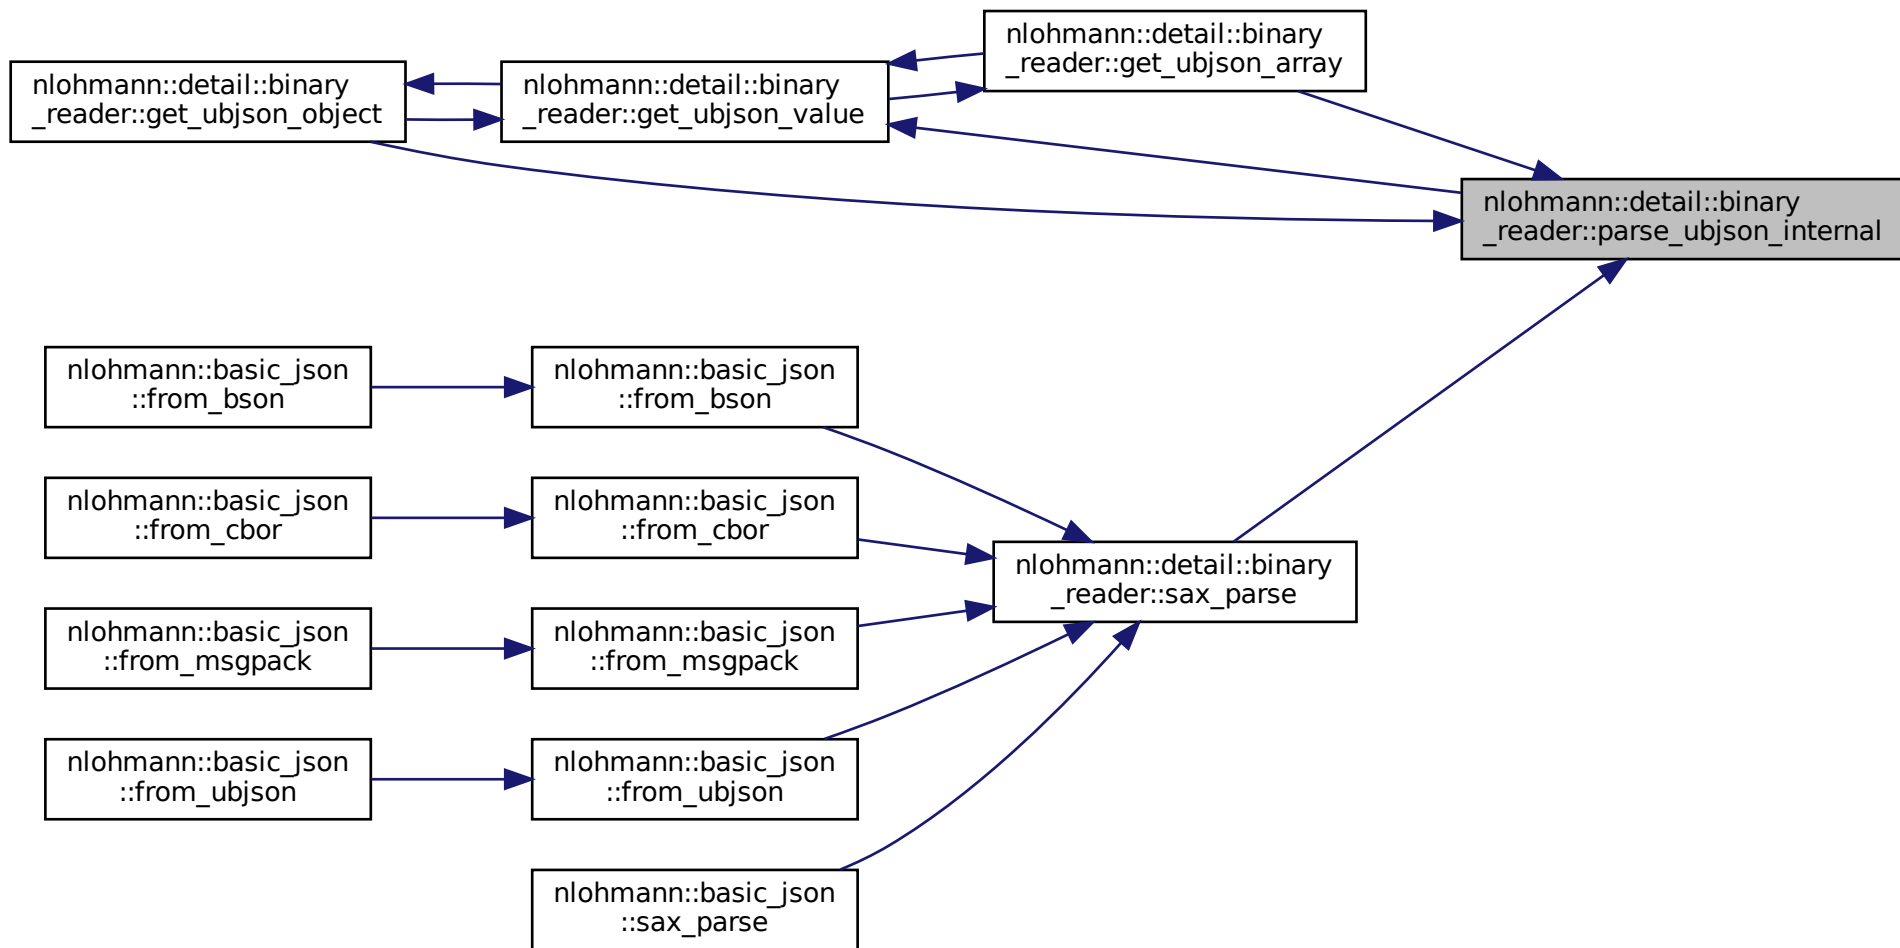 nlohmann::detail::binary
_reader::get_ubjson_array
nlohmann::detail::binary
_reader::get_ubjson_object
nlohmann::detail::binary
_reader::get_ubjson_value
nlohmann::detail::binary
_reader::parse_ubjson_internal
nlohmann::basic_json
::from_bson
nlohmann::basic_json
::from_bson
nlohmann::basic_json
::from_cbor
nlohmann::basic_json
::from_cbor
nlohmann::detail::binary
_reader::sax_parse
nlohmann::basic_json
::from_msgpack
nlohmann::basic_json
::from_msgpack
nlohmann::basic_json
::from_ubjson
nlohmann::basic_json
::from_ubjson
nlohmann::basic_json
::sax_parse